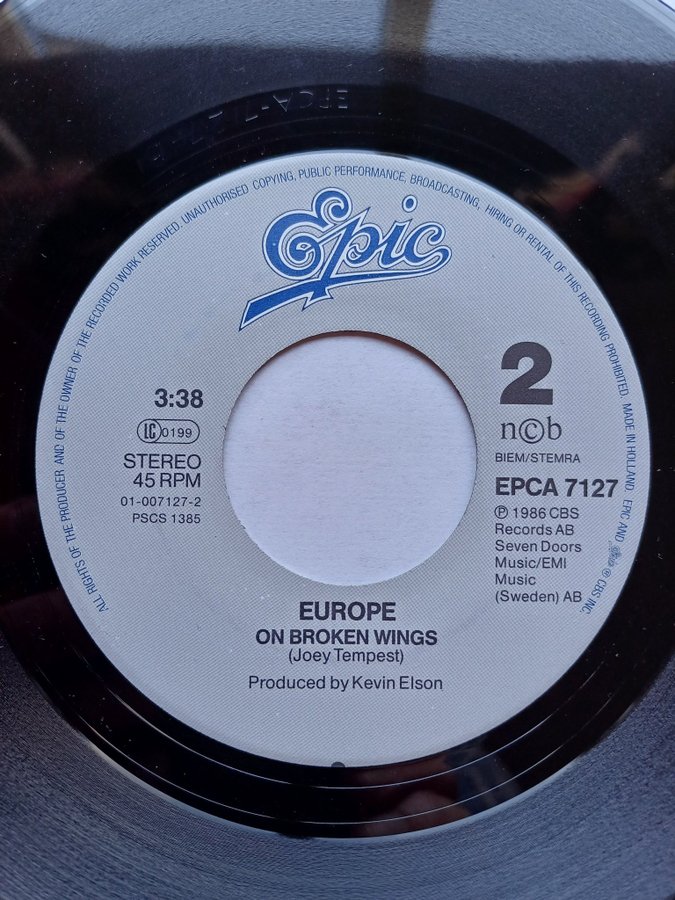 ALL RIGHTS OF THE PRODUCER AND OF THE OWNER OF THE RECORDED WORK RESERVED. UNAUTHORISED COPYING, PUBLIC PERFORMANCE, BROADCASTING, HIRING OR RENTAL OF THIS RECORDING PROHIBITED. MADE IN HOLLAND EPIC AND Epic ® CBS INC.
Epic
3:38
LC 0199
STEREO
45 RPM
01-007127-2
PSCS 1385
2
n©b
BIEM/STEMRA
EPCA 7127
℗ 1986 CBS
Records AB
Seven Doors
Music/EMI
Music
(Sweden) AB
EUROPE
ON BROKEN WINGS
(Joey Tempest)
Produced by Kevin Elson